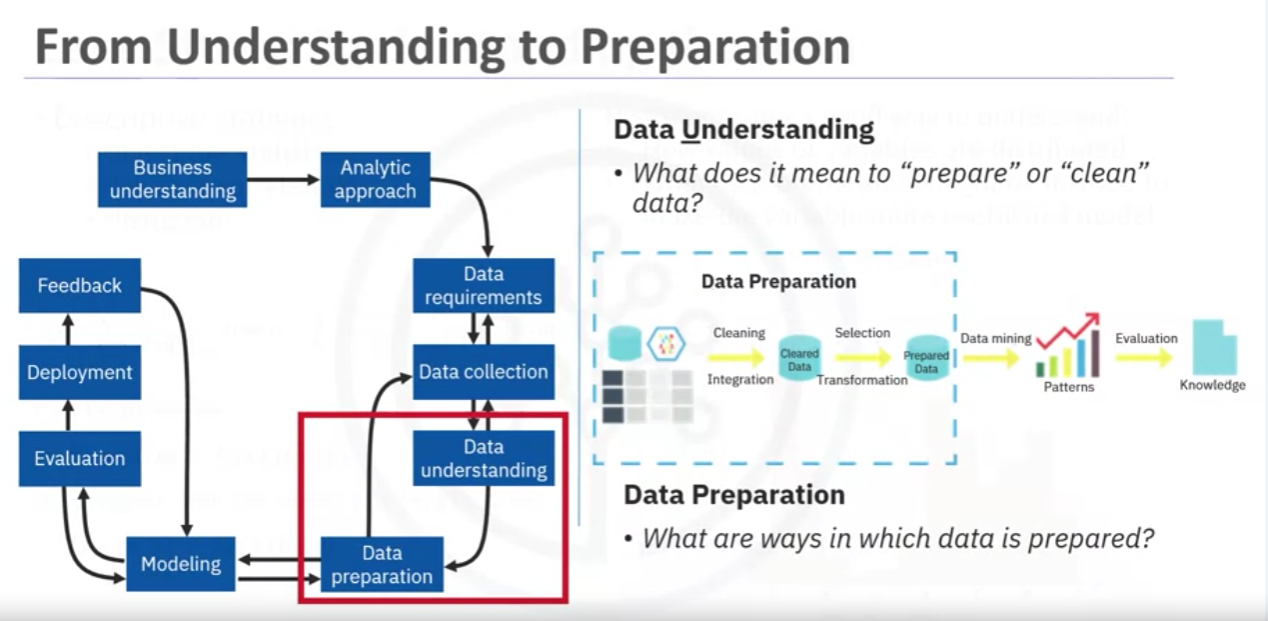 From Understanding to Preparation
Business
understanding
Analytic
approach
Feedback
Data
requirements
Deployment
Data collection
Evaluation
Data
understanding
Modeling
Data
preparation
Data Understanding
• What does it mean to “prepare” or “clean”
data?
Data Preparation
Cleaning
Integration
Cleared
Data
Selection
Transformation
Prepared
Data
Data mining
Patterns
Evaluation
Knowledge
Data Preparation
• What are ways in which data is prepared?